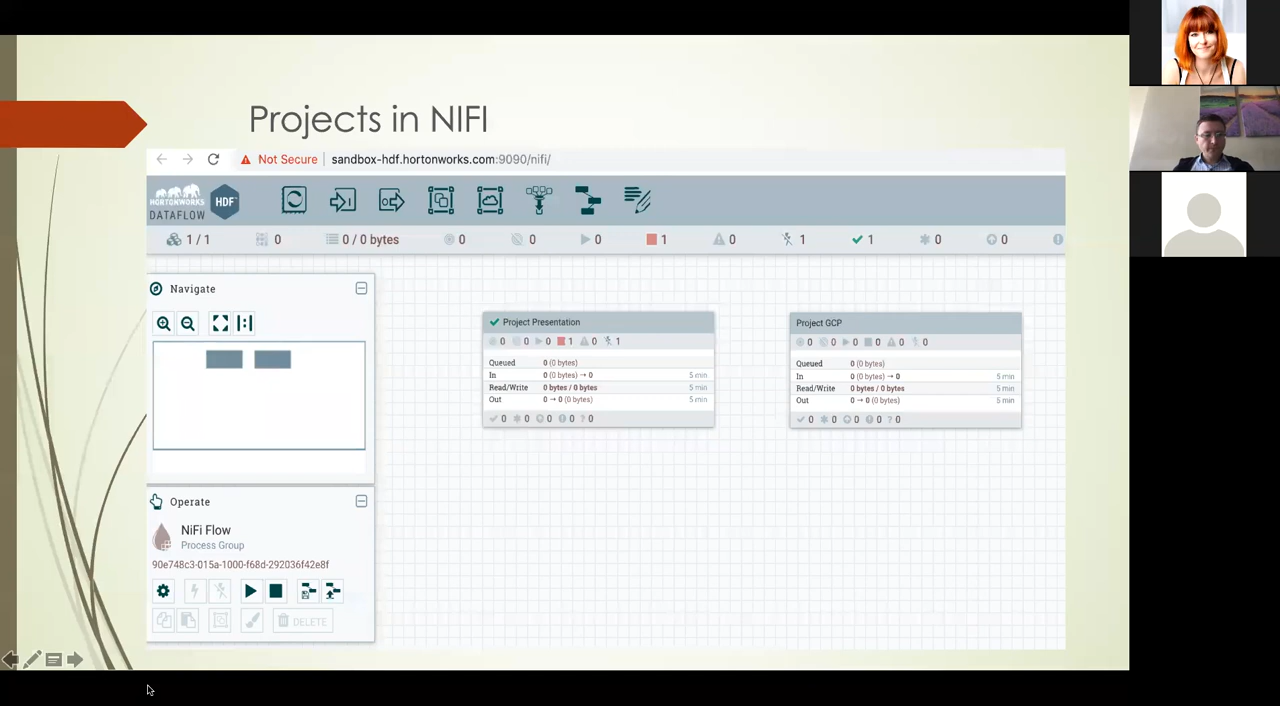 Projects in NIFI
Not Secure | sandbox-hdf.hortonworks.com:9090/nifi/
HORTONWORKS
DATAFLOW
HDF
1 / 1 0 0 / 0 bytes 0 0 0 1 0 1 1 0 0
Navigate
Project Presentation
0 0 0 1 0 1
Queued 0 (0 bytes)
In 0 (0 bytes) → 0 5 min
Read/Write 0 bytes / 0 bytes 5 min
Out 0 → 0 (0 bytes) 5 min
0 0 0 0 ? 0
Project GCP
0 0 0 0 0 0
Queued 0 (0 bytes)
In 0 (0 bytes) → 0 5 min
Read/Write 0 bytes / 0 bytes 5 min
Out 0 → 0 (0 bytes) 5 min
0 0 0 0 ? 0
Operate
NiFi Flow
Process Group
90e748c3-015a-1000-f68d-292036f42e8f
DELETE